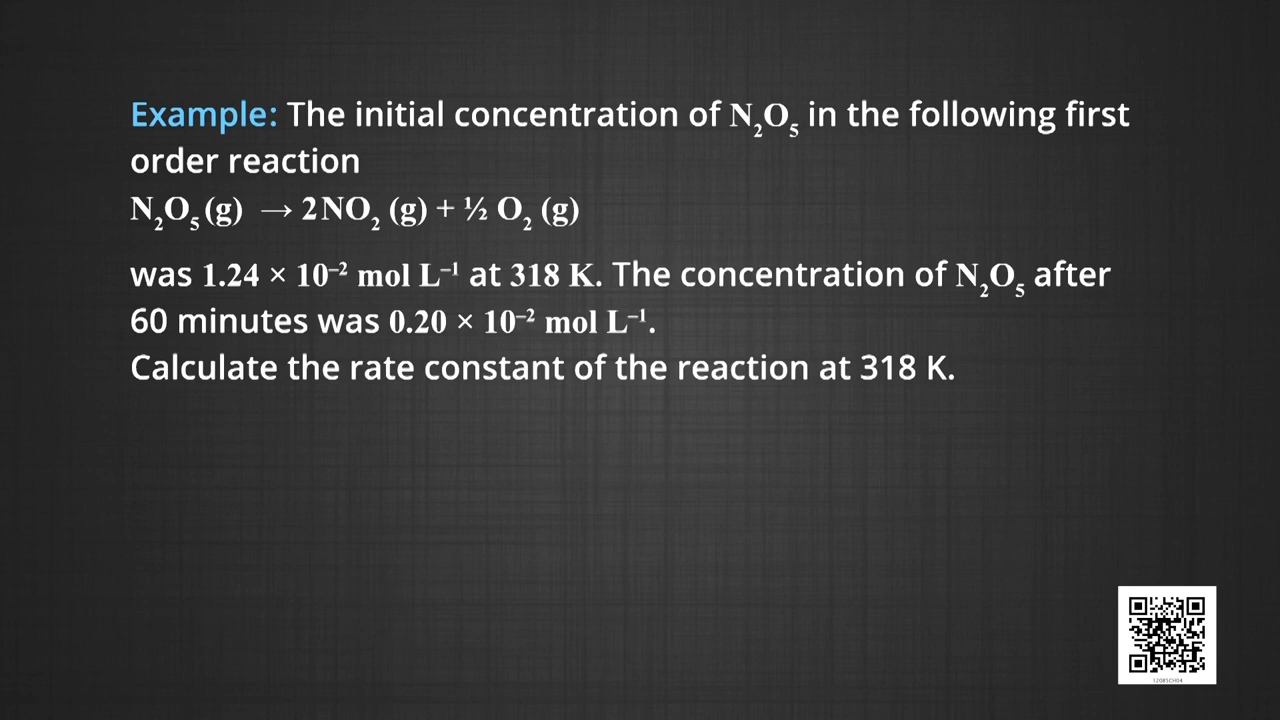 Example: The initial concentration of N₂O₅ in the following first
order reaction
N₂O₅ (g) → 2NO₂ (g) + ½ O₂ (g)
was 1.24 × 10⁻² mol L⁻¹ at 318 K. The concentration of N₂O₅ after
60 minutes was 0.20 × 10⁻² mol L⁻¹.
Calculate the rate constant of the reaction at 318 K.
12085CH04